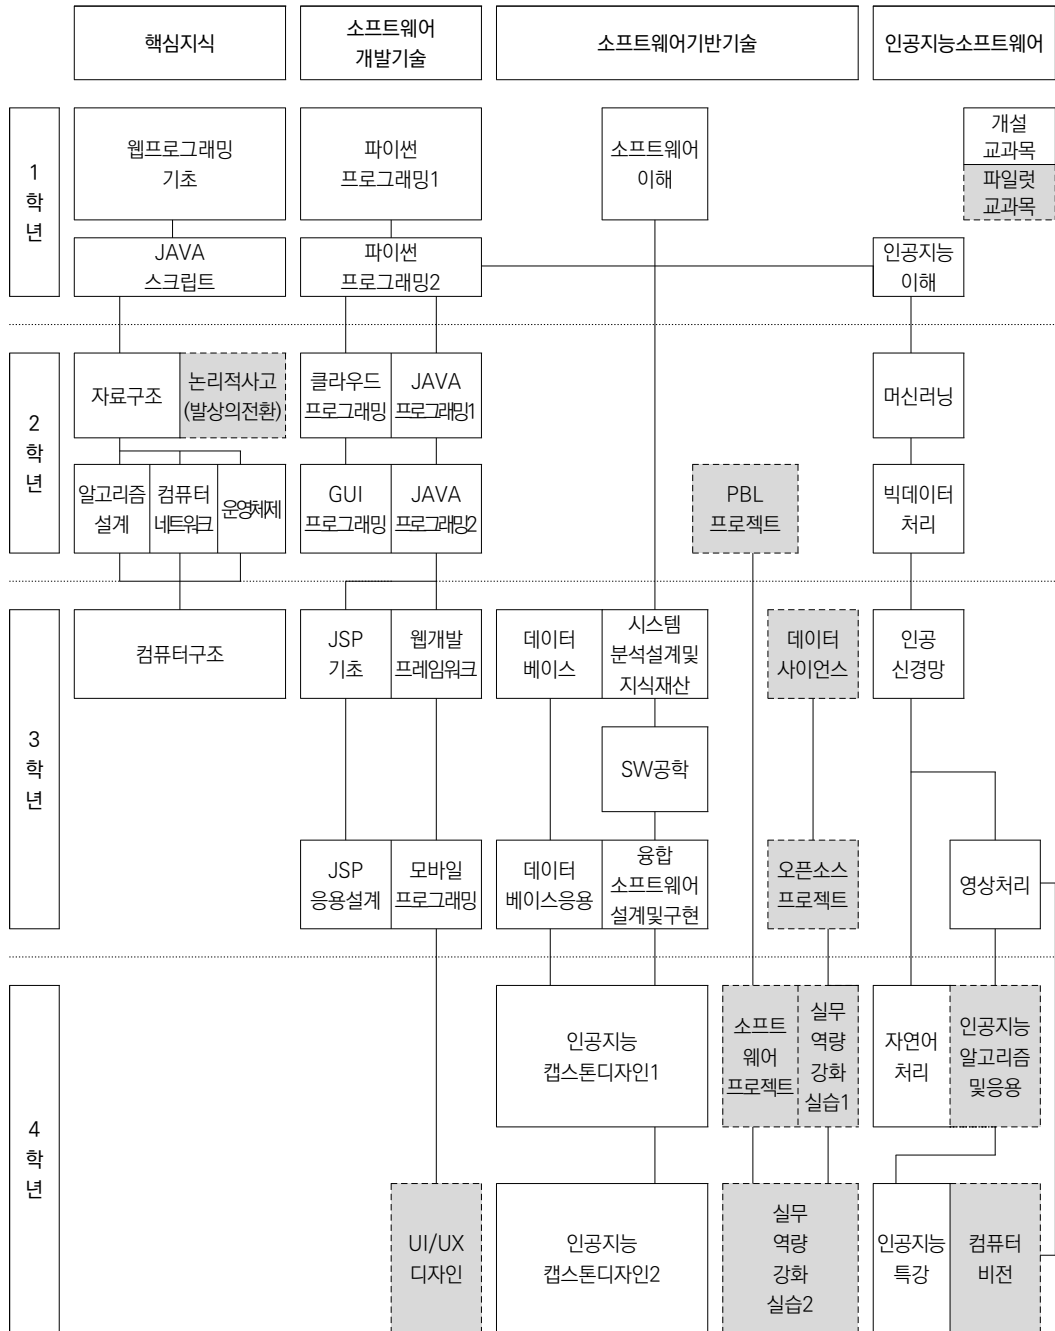 핵심지식
소프트웨어
개발기술
소프트웨어기반기술
인공지능소프트웨어
1
학
년
웹프로그래밍
기초
파이썬
프로그래밍1
소프트웨어
이해
개설
교과목
파일럿
교과목
JAVA
스크립트
파이썬
프로그래밍2
인공지능
이해
2
학
년
자료구조
논리적사고
(발상의전환)
클라우드
프로그래밍
JAVA
프로그래밍1
머신러닝
알고리즘
설계
컴퓨터
네트워크
운영체제
GUI
프로그래밍
JAVA
프로그래밍2
PBL
프로젝트
빅데이터
처리
3
학
년
컴퓨터구조
JSP
기초
웹개발
프레임워크
데이터
베이스
시스템
분석설계및
지식재산
데이터
사이언스
인공
신경망
SW공학
JSP
응용설계
모바일
프로그래밍
데이터
베이스응용
융합
소프트웨어
설계및구현
오픈소스
프로젝트
영상처리
4
학
년
인공지능
캡스톤디자인1
소프트
웨어
프로젝트
실무
역량
강화
실습1
자연어
처리
인공지능
알고리즘
및응용
UI/UX
디자인
인공지능
캡스톤디자인2
실무
역량
강화
실습2
인공지능
특강
컴퓨터
비전